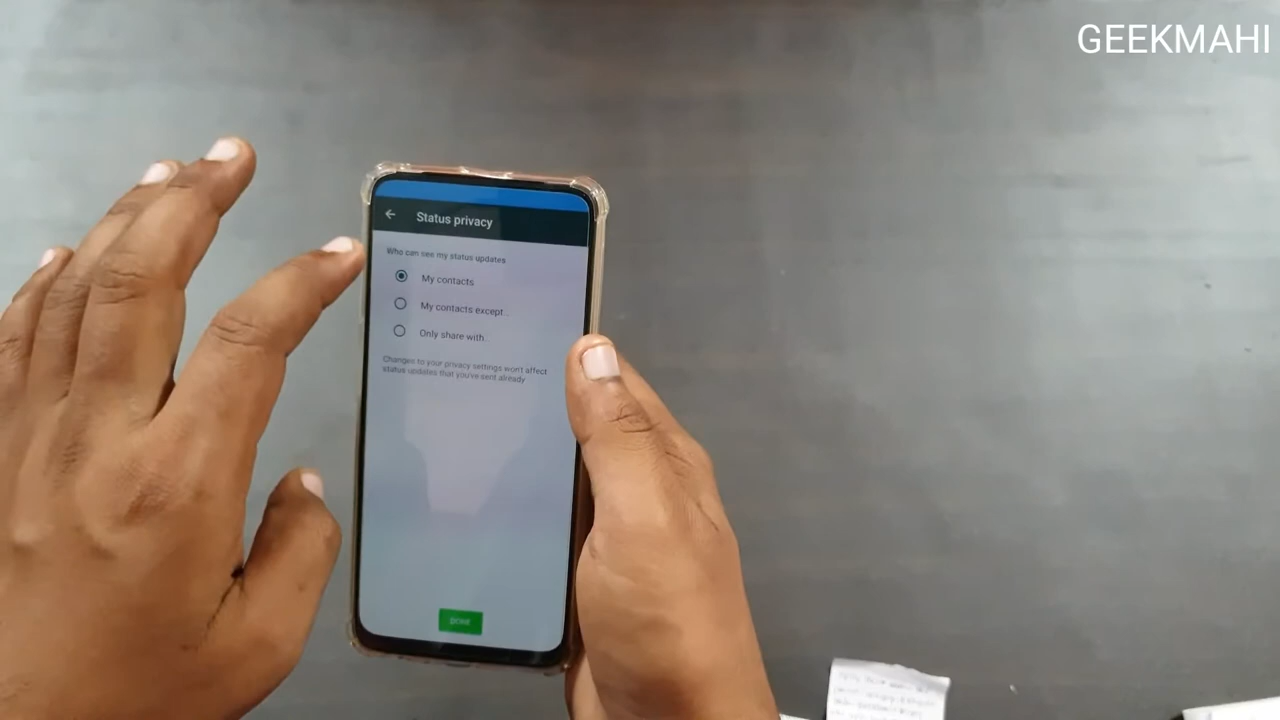 GEEKMAHI
Status privacy
Who can see my status updates
My contacts
My contacts except...
Only share with...
Changes to your privacy settings won't affect
status updates that you've sent already
DONE